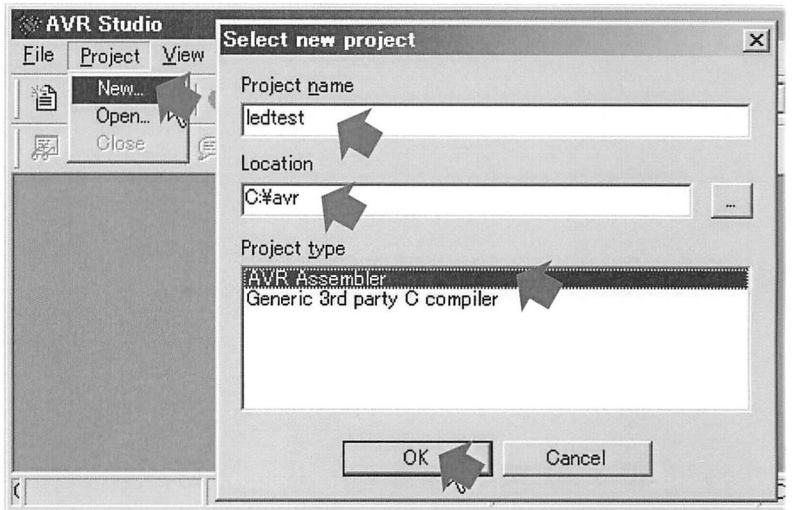 AVR Studio
File Project View
New...
Open...
Close
Select new project
Project name
ledtest
Location
C:¥avr
...
Project type
AVR Assembler
Generic 3rd party C compiler
OK
Cancel